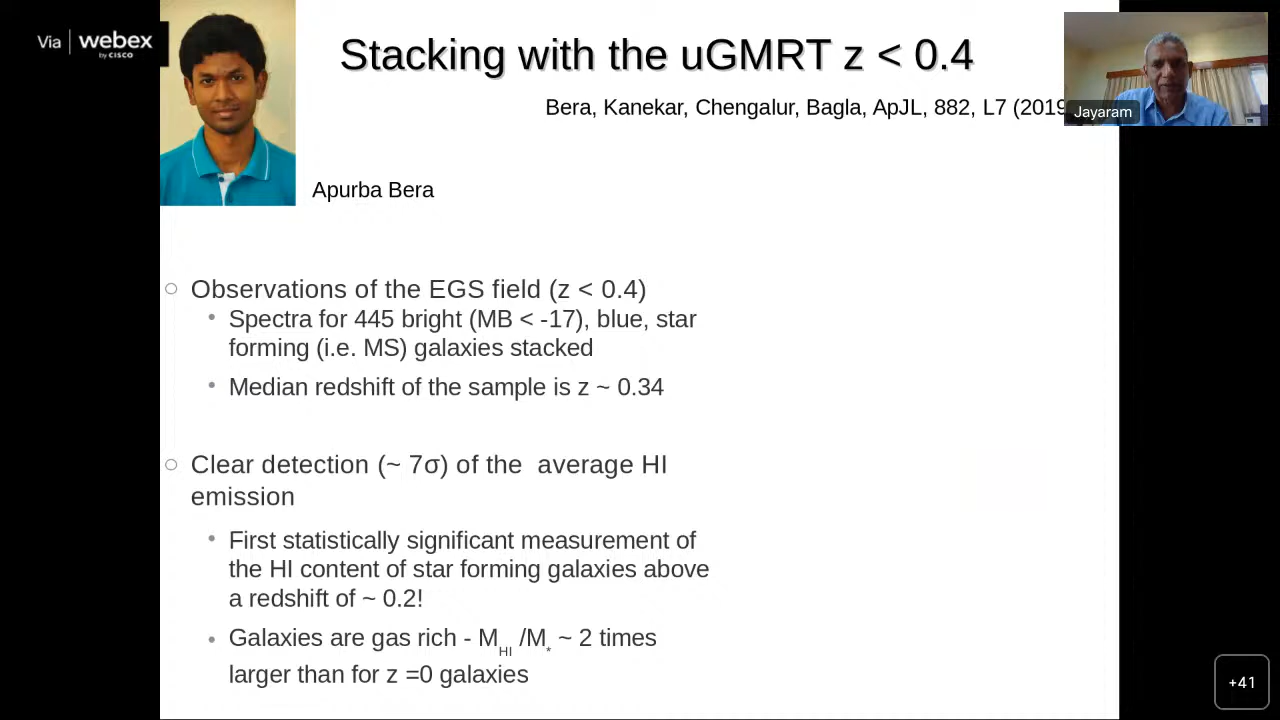 Via webex
by CISCO
Stacking with the uGMRT z < 0.4
Bera, Kanekar, Chengalur, Bagla, ApJL, 882, L7 (2019
Jayaram
Apurba Bera
Observations of the EGS field (z < 0.4)
Spectra for 445 bright (MB < -17), blue, star
forming (i.e. MS) galaxies stacked
Median redshift of the sample is z ~ 0.34
Clear detection (~ 7σ) of the  average HI
emission
First statistically significant measurement of
the HI content of star forming galaxies above
a redshift of ~ 0.2!
Galaxies are gas rich - M_HI /M_* ~ 2 times
larger than for z =0 galaxies
+41